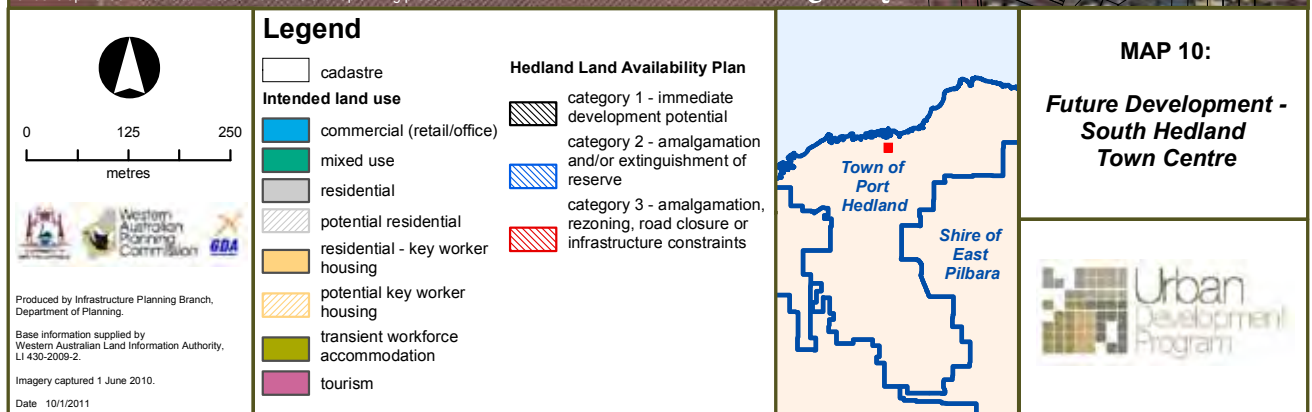 0 125 250
metres
Western
Australian
Planning
Commission
GDA
Produced by Infrastructure Planning Branch,
Department of Planning.
Base information supplied by
Western Australian Land Information Authority,
LI 430-2009-2.
Imagery captured 1 June 2010.
Date 10/1/2011
Legend
cadastre
Intended land use
commercial (retail/office)
mixed use
residential
potential residential
residential - key worker
housing
potential key worker
housing
transient workforce
accommodation
tourism
Hedland Land Availability Plan
category 1 - immediate
development potential
category 2 - amalgamation
and/or extinguishment of
reserve
category 3 - amalgamation,
rezoning, road closure or
infrastructure constraints
Town of
Port
Hedland
Shire of
East
Pilbara
MAP 10:
Future Development -
South Hedland
Town Centre
Urban
Development
Program